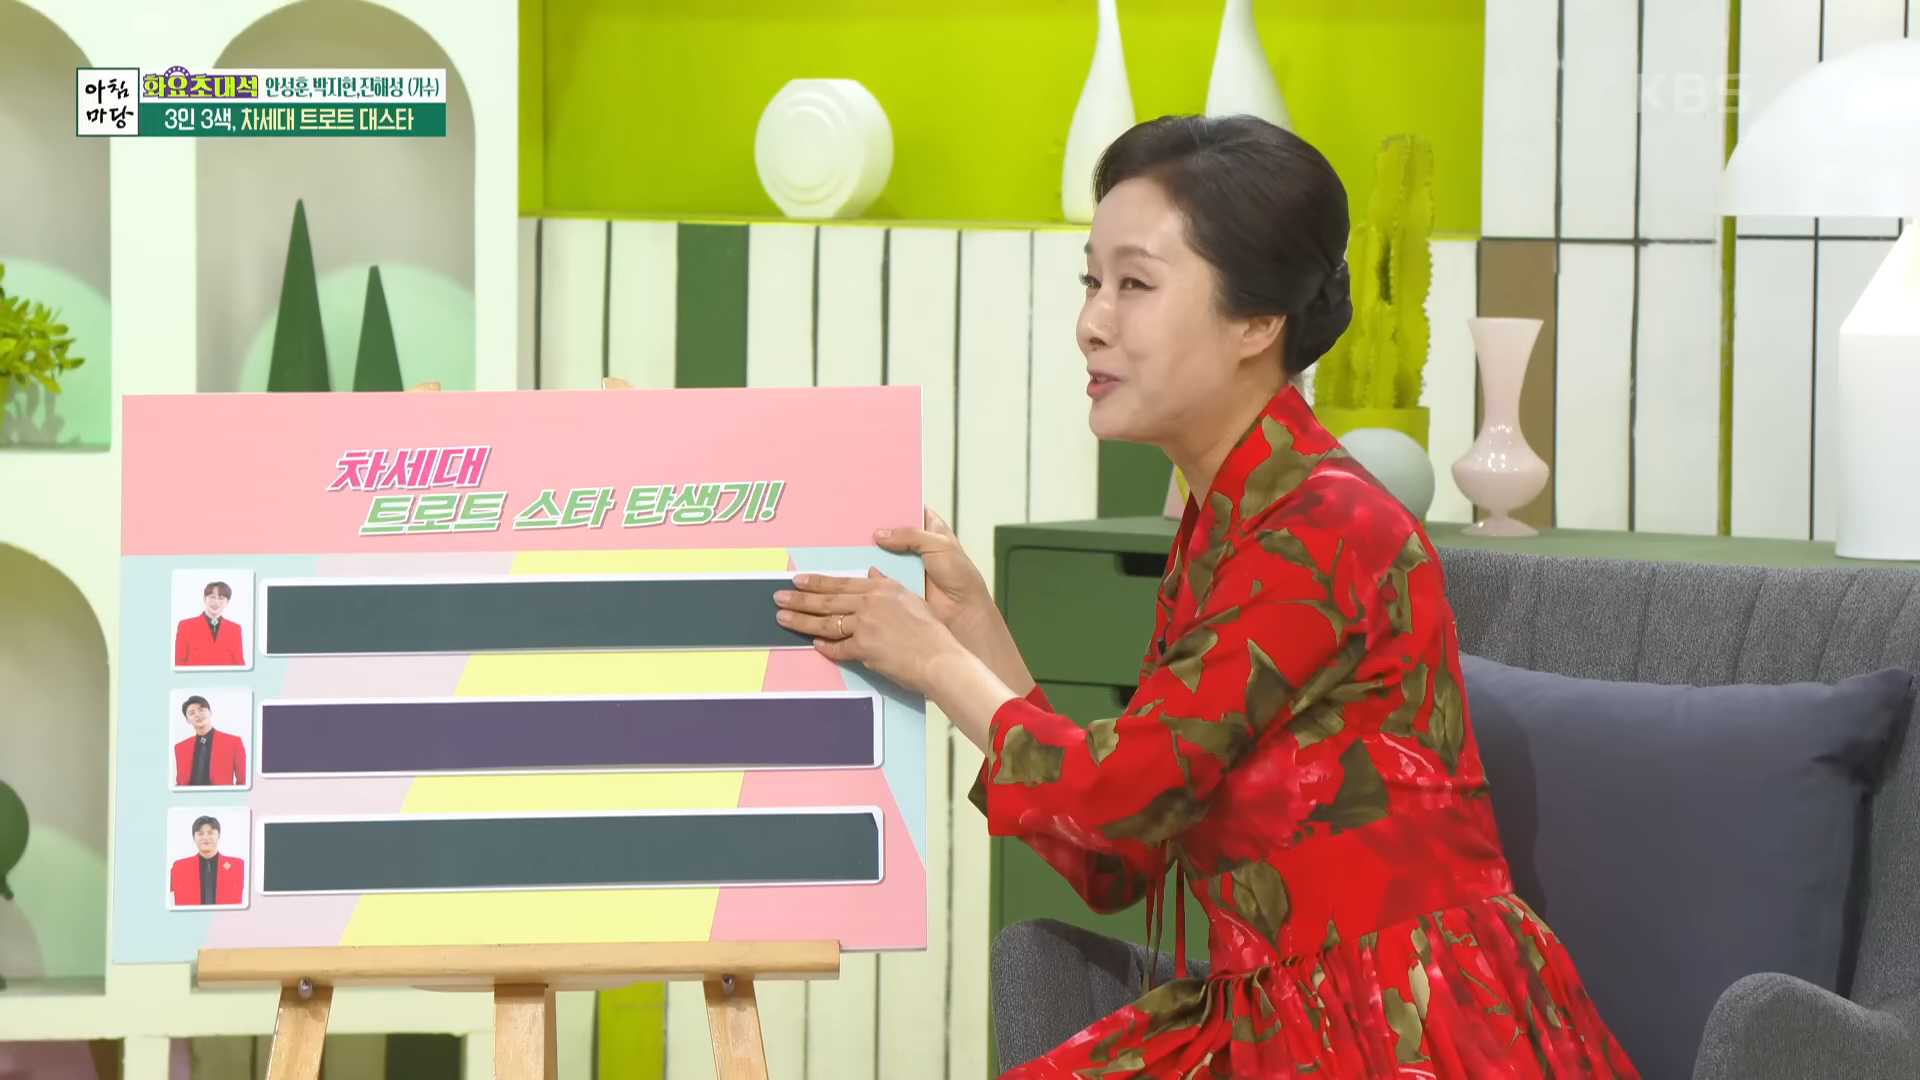 아침
마당
화요초대석 안성훈,박지현,진해성 (가수)
3인 3색, 차세대 트로트 대스타
KBS
차세대
트로트 스타 탄생기!